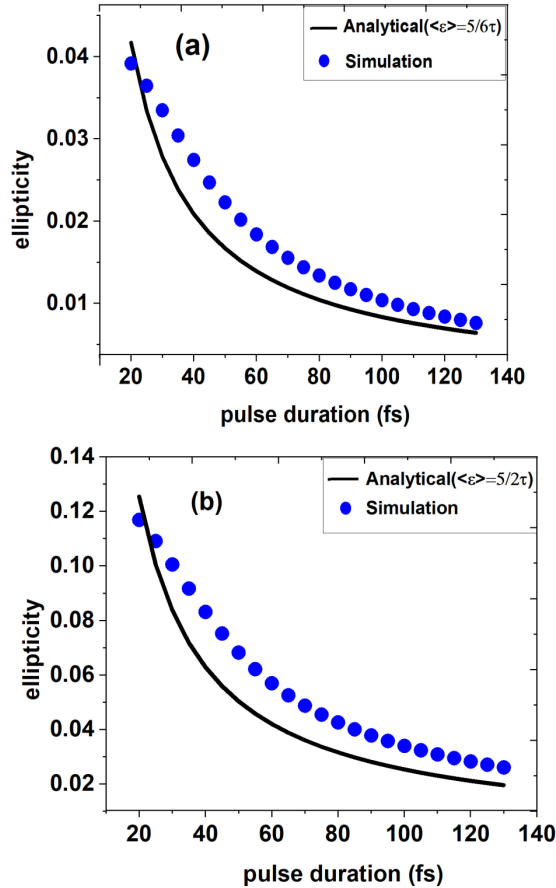 (a)
Analytical(<ε>=5/6τ)
Simulation
0.04
0.03
0.02
0.01
ellipticity
20 40 60 80 100 120 140
pulse duration (fs)
(b)
Analytical(<ε>=5/2τ)
Simulation
0.14
0.12
0.10
0.08
0.06
0.04
0.02
ellipticity
20 40 60 80 100 120 140
pulse duration (fs)